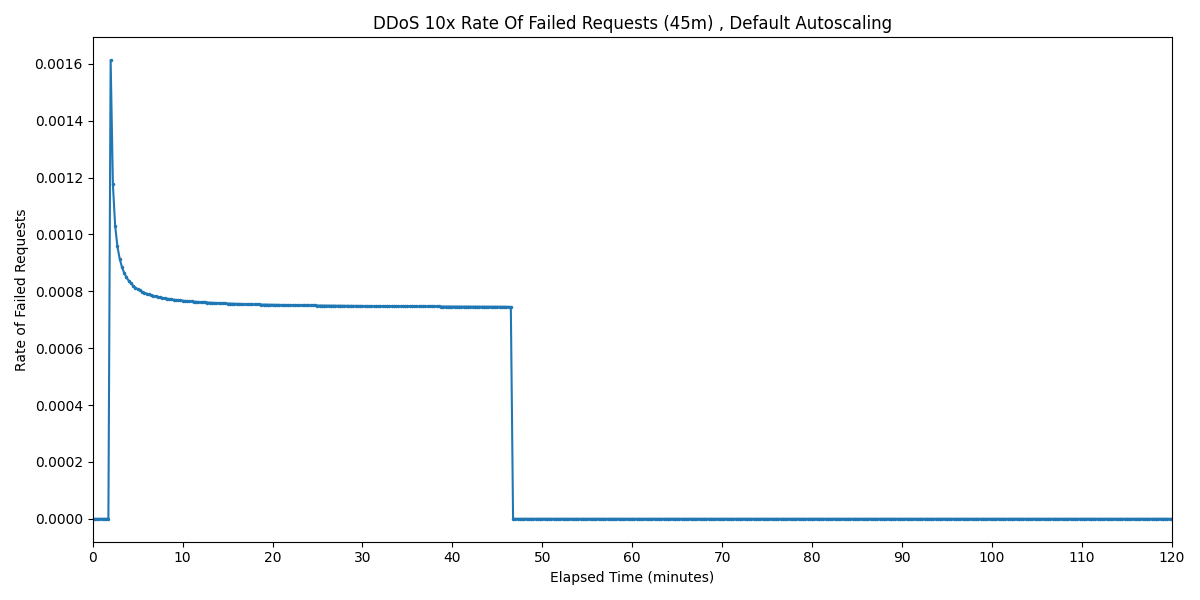 DDoS 10x Rate Of Failed Requests (45m) , Default Autoscaling
Rate of Failed Requests
0.0016
0.0014
0.0012
0.0010
0.0008
0.0006
0.0004
0.0002
0.0000
0 10 20 30 40 50 60 70 80 90 100 110 120
Elapsed Time (minutes)